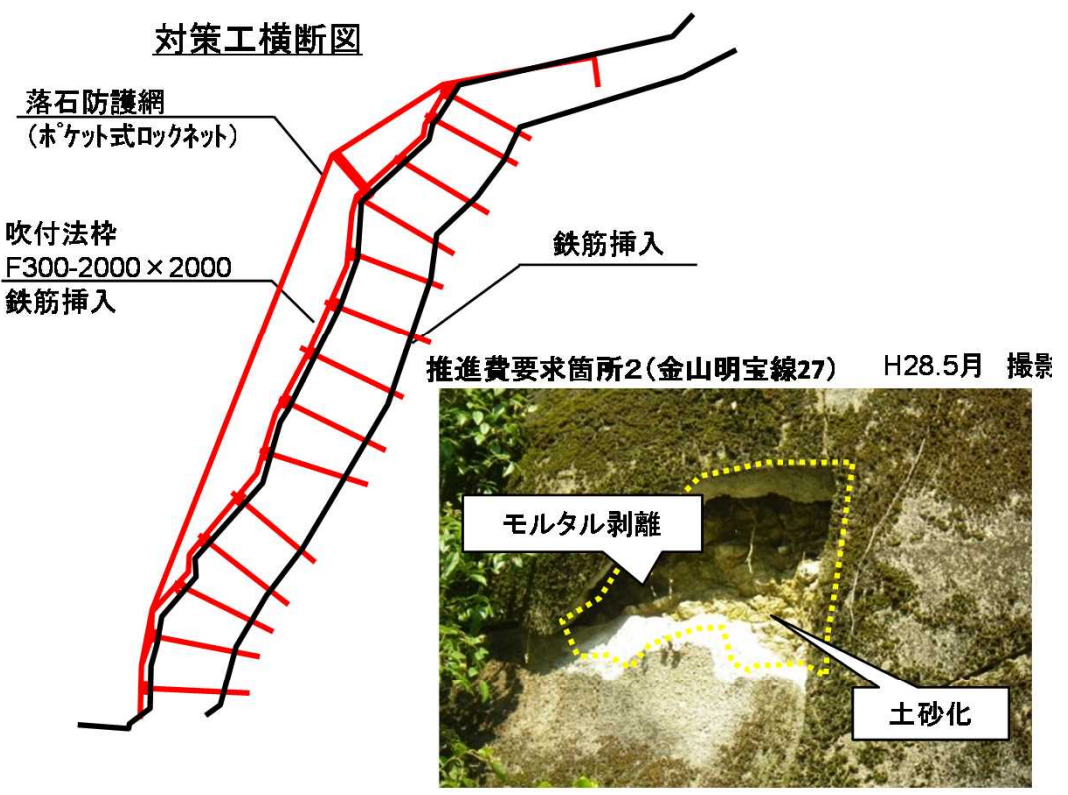 対策工横断図
落石防護網
(ポケット式ロックネット)
吹付法枠
F300-2000×2000
鉄筋挿入
鉄筋挿入
推進費要求箇所2(金山明宝線27) H28.5月 撮影
モルタル剥離
土砂化